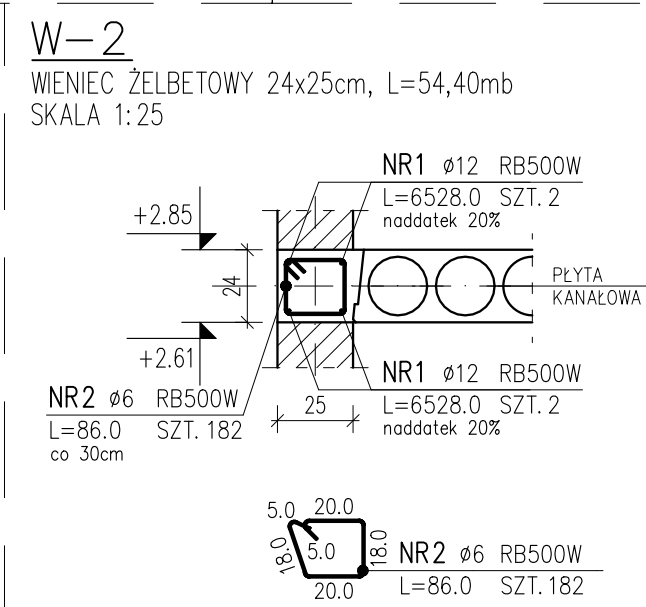 W-2
WIENIEC ŻELBETOWY 24x25cm, L=54,40mb
SKALA 1:25
NR1 ø12 RB500W
L=6528.0 SZT. 2
naddatek 20%
+2.85
24
PŁYTA
KANAŁOWA
+2.61
NR1 ø12 RB500W
L=6528.0 SZT. 2
naddatek 20%
NR2 ø6 RB500W
L=86.0 SZT. 182
co 30cm
25
5.0 20.0
18.0 5.0 18.0
20.0
NR2 ø6 RB500W
L=86.0 SZT. 182